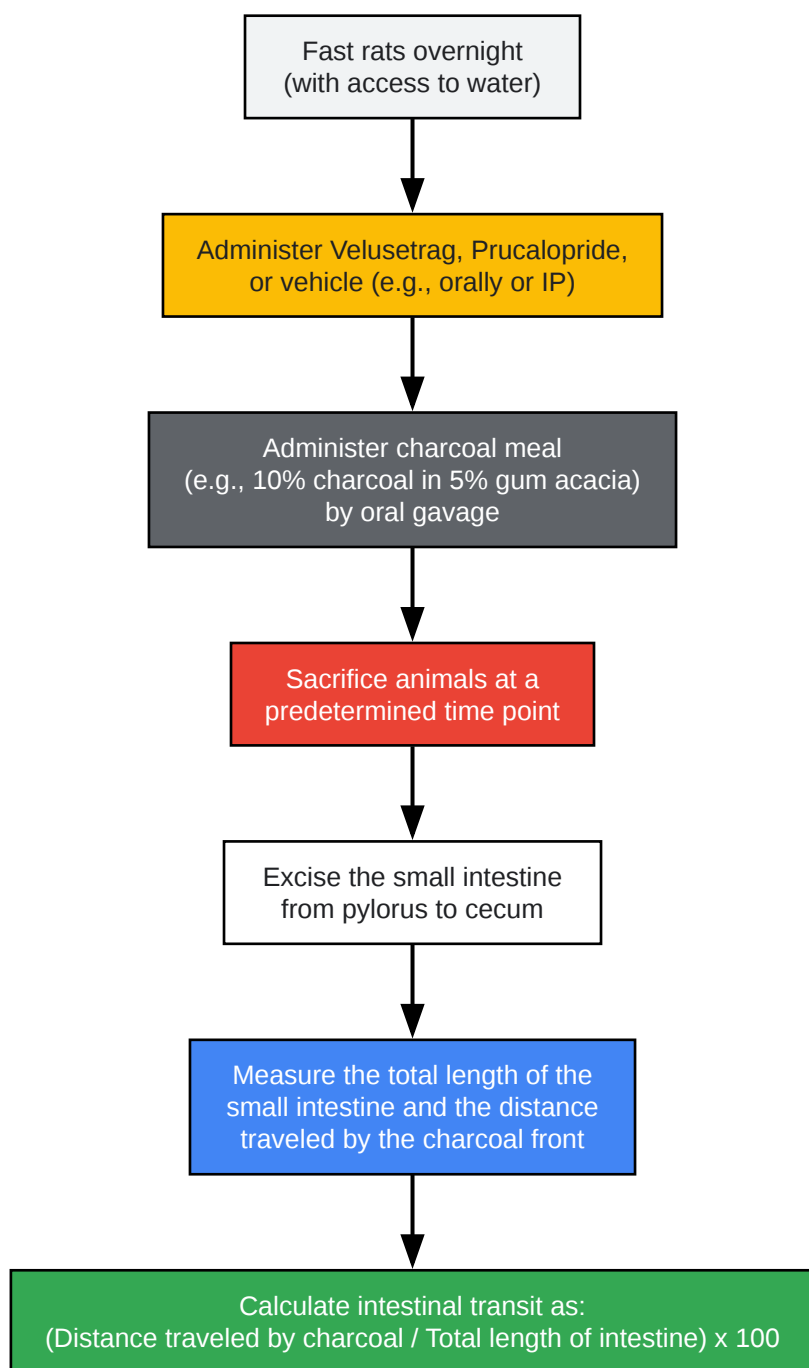 Fast rats overnight
(with access to water)
Administer Velusetrag, Prucalopride,
or vehicle (e.g., orally or IP)
Administer charcoal meal
(e.g., 10% charcoal in 5% gum acacia)
by oral gavage
Sacrifice animals at a
predetermined time point
Excise the small intestine
from pylorus to cecum
Measure the total length of the
small intestine and the distance
traveled by the charcoal front
Calculate intestinal transit as:
(Distance traveled by charcoal / Total length of intestine) x 100